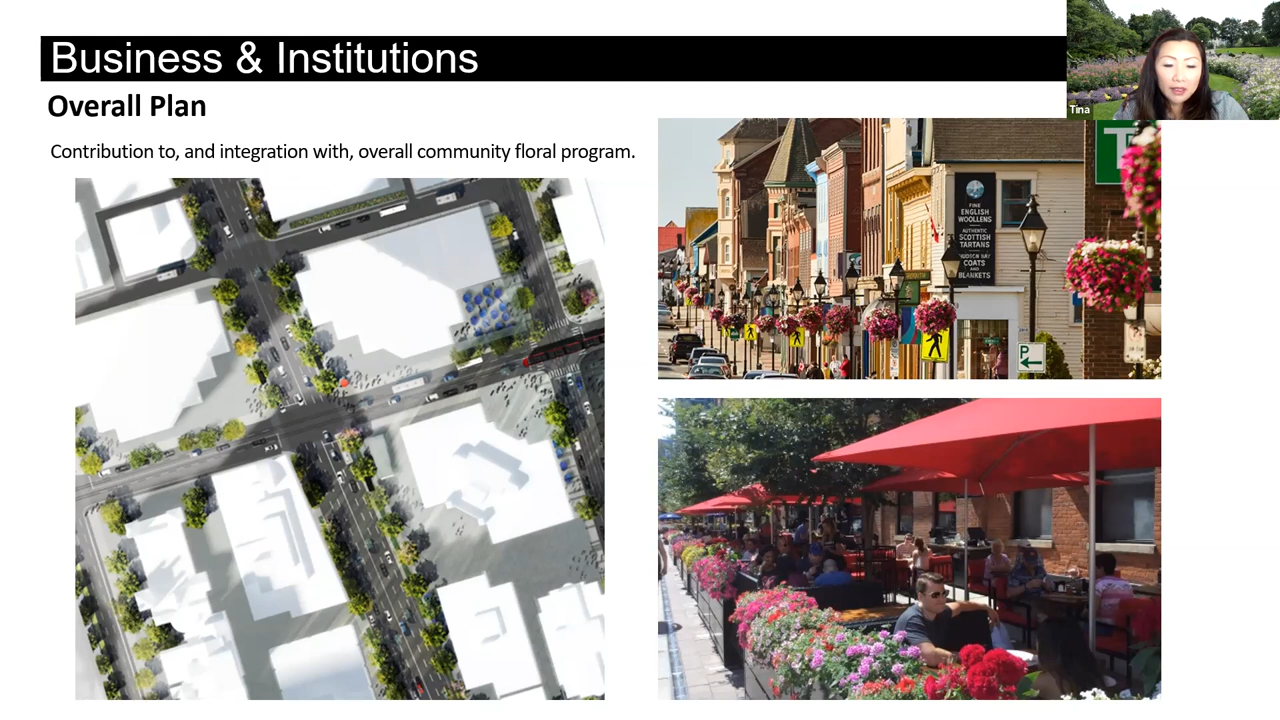 Business & Institutions
Tina
Overall Plan
Contribution to, and integration with, overall community floral program.
FINE
ENGLISH
WOOLLENS
AUTHENTIC
SCOTTISH
TARTANS
HUDSON BAY
COATS
AND
BLANKETS
T
P